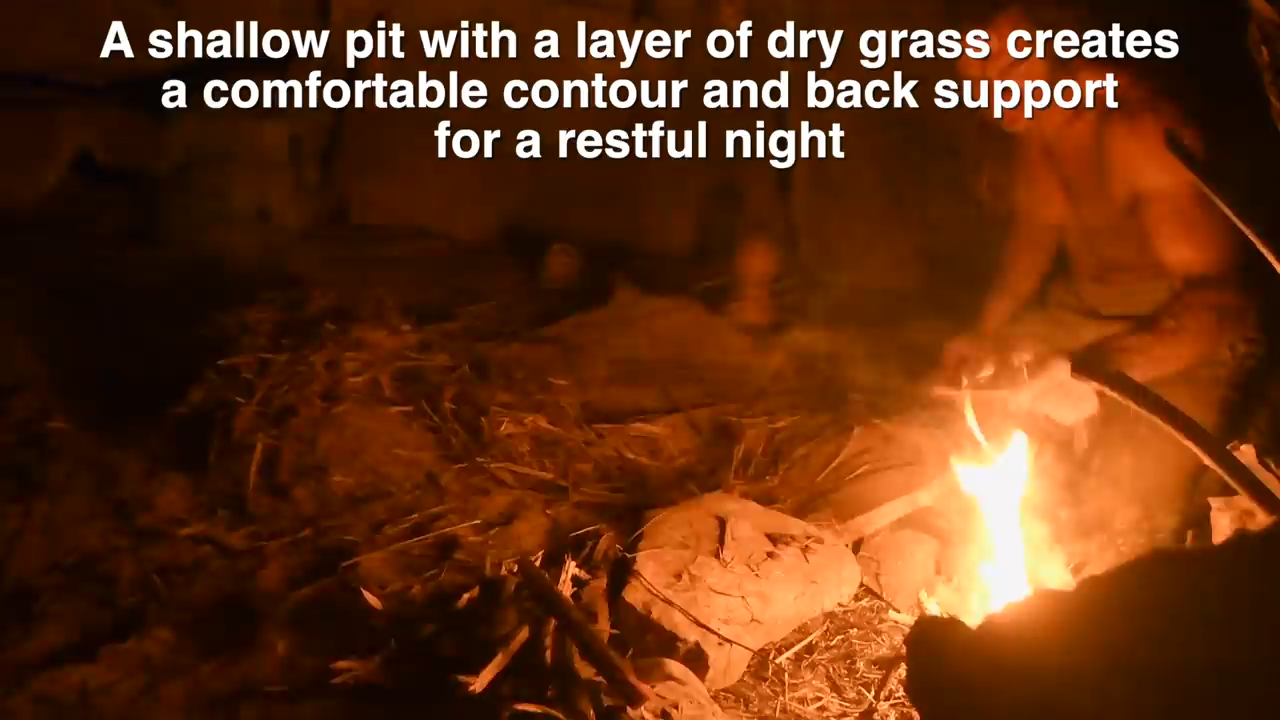 A shallow pit with a layer of dry grass creates
a comfortable contour and back support
for a restful night